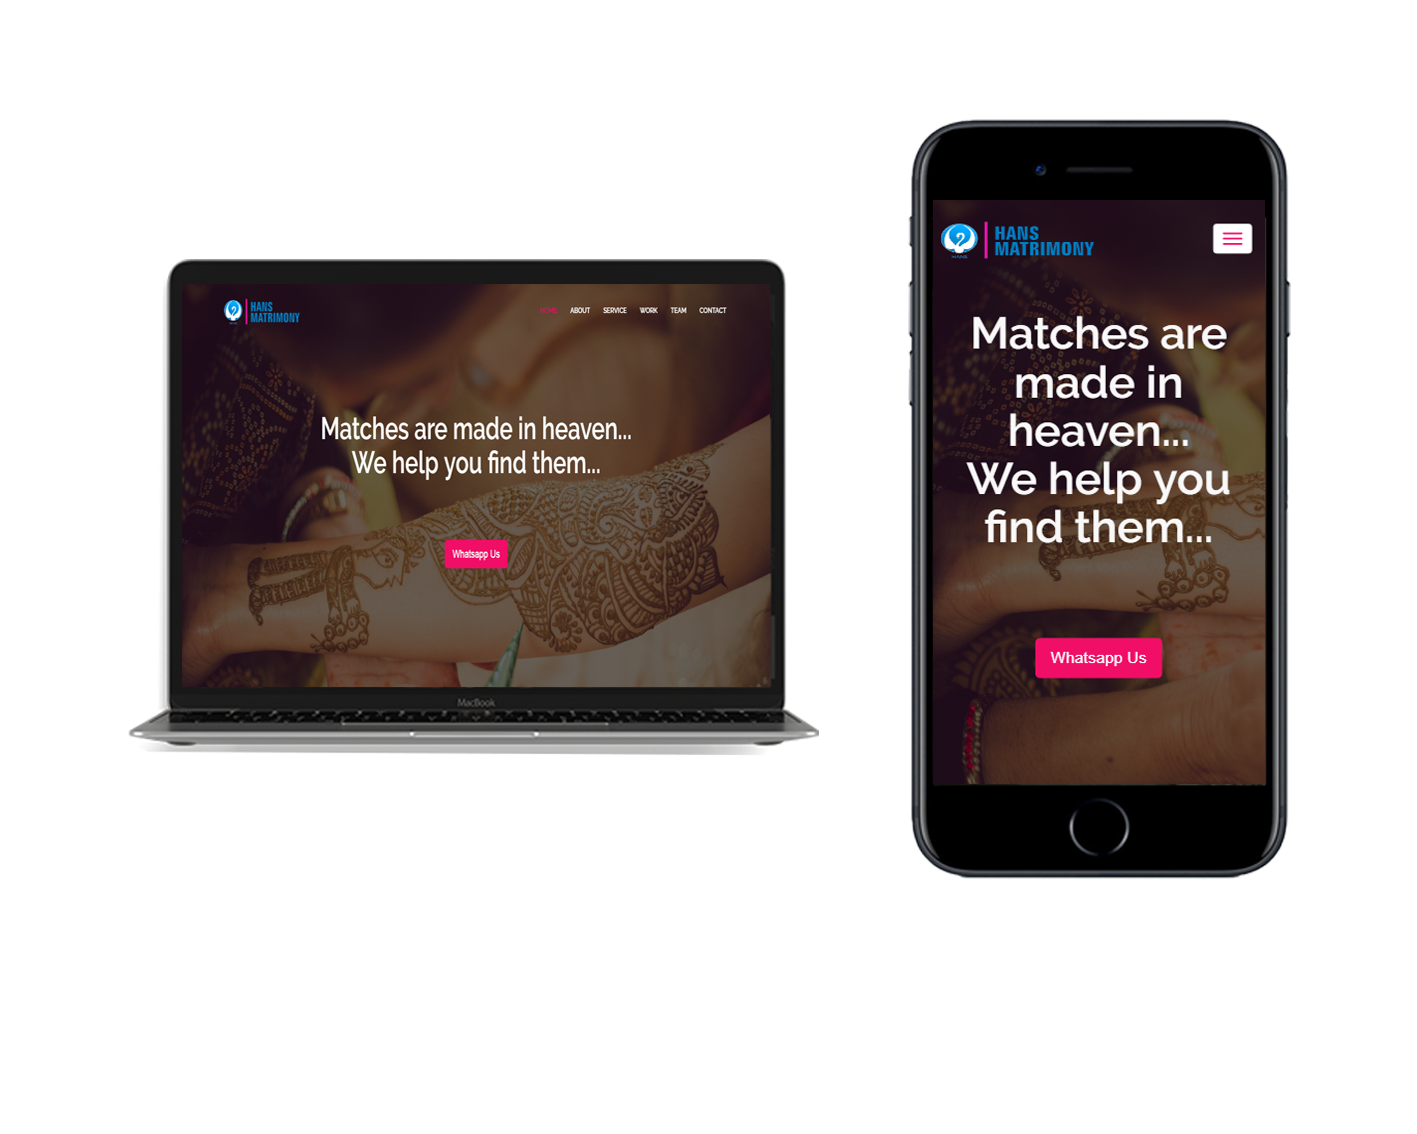 HANS
MATRIMONY
HOME ABOUT SERVICE WORK TEAM CONTACT
Matches are made in heaven...
We help you find them...
Whatsapp Us
MacBook
HANS
HANS
MATRIMONY
Matches are
made in
heaven...
We help you
find them...
Whatsapp Us